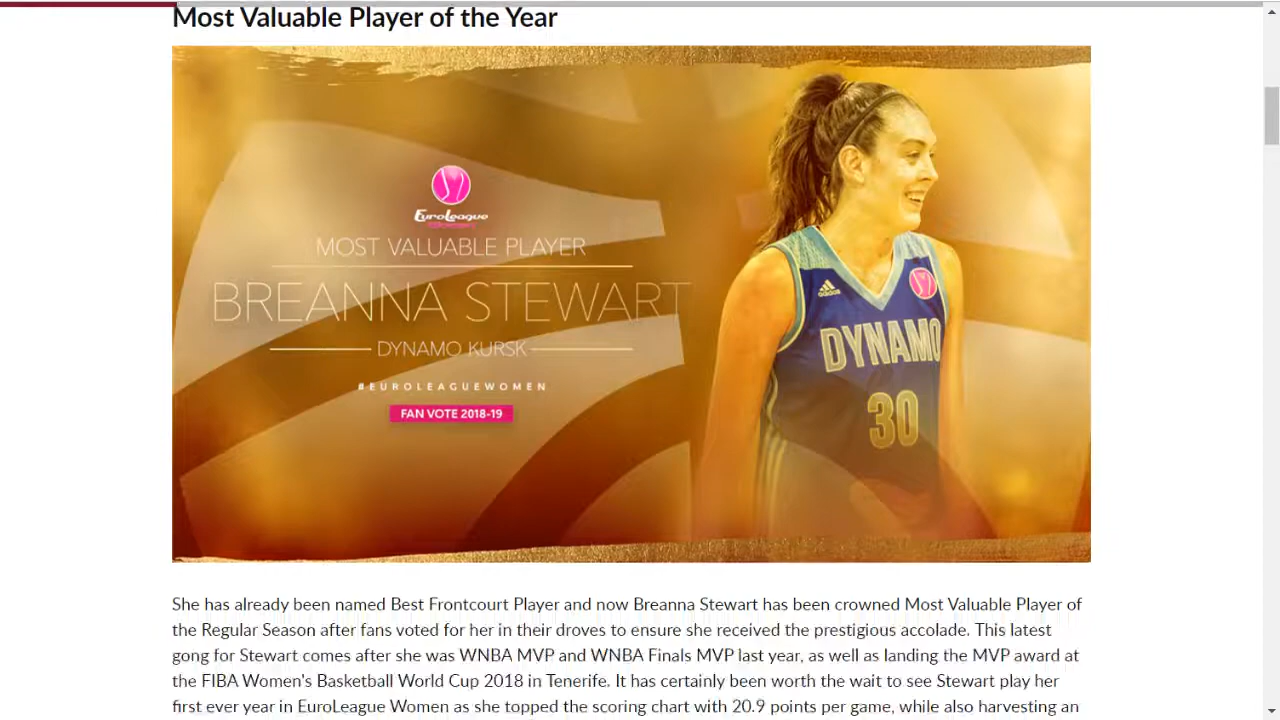 Most Valuable Player of the Year
EuroLeague
MOST VALUABLE PLAYER
BREANNA STEWART
DYNAMO KURSK
#EUROLEAGUEWOMEN
FAN VOTE 2018-19
adidas
DYNAMO
30
She has already been named Best Frontcourt Player and now Breanna Stewart has been crowned Most Valuable Player of
the Regular Season after fans voted for her in their droves to ensure she received the prestigious accolade. This latest
gong for Stewart comes after she was WNBA MVP and WNBA Finals MVP last year, as well as landing the MVP award at
the FIBA Women's Basketball World Cup 2018 in Tenerife. It has certainly been worth the wait to see Stewart play her
first ever year in EuroLeague Women as she topped the scoring chart with 20.9 points per game, while also harvesting an